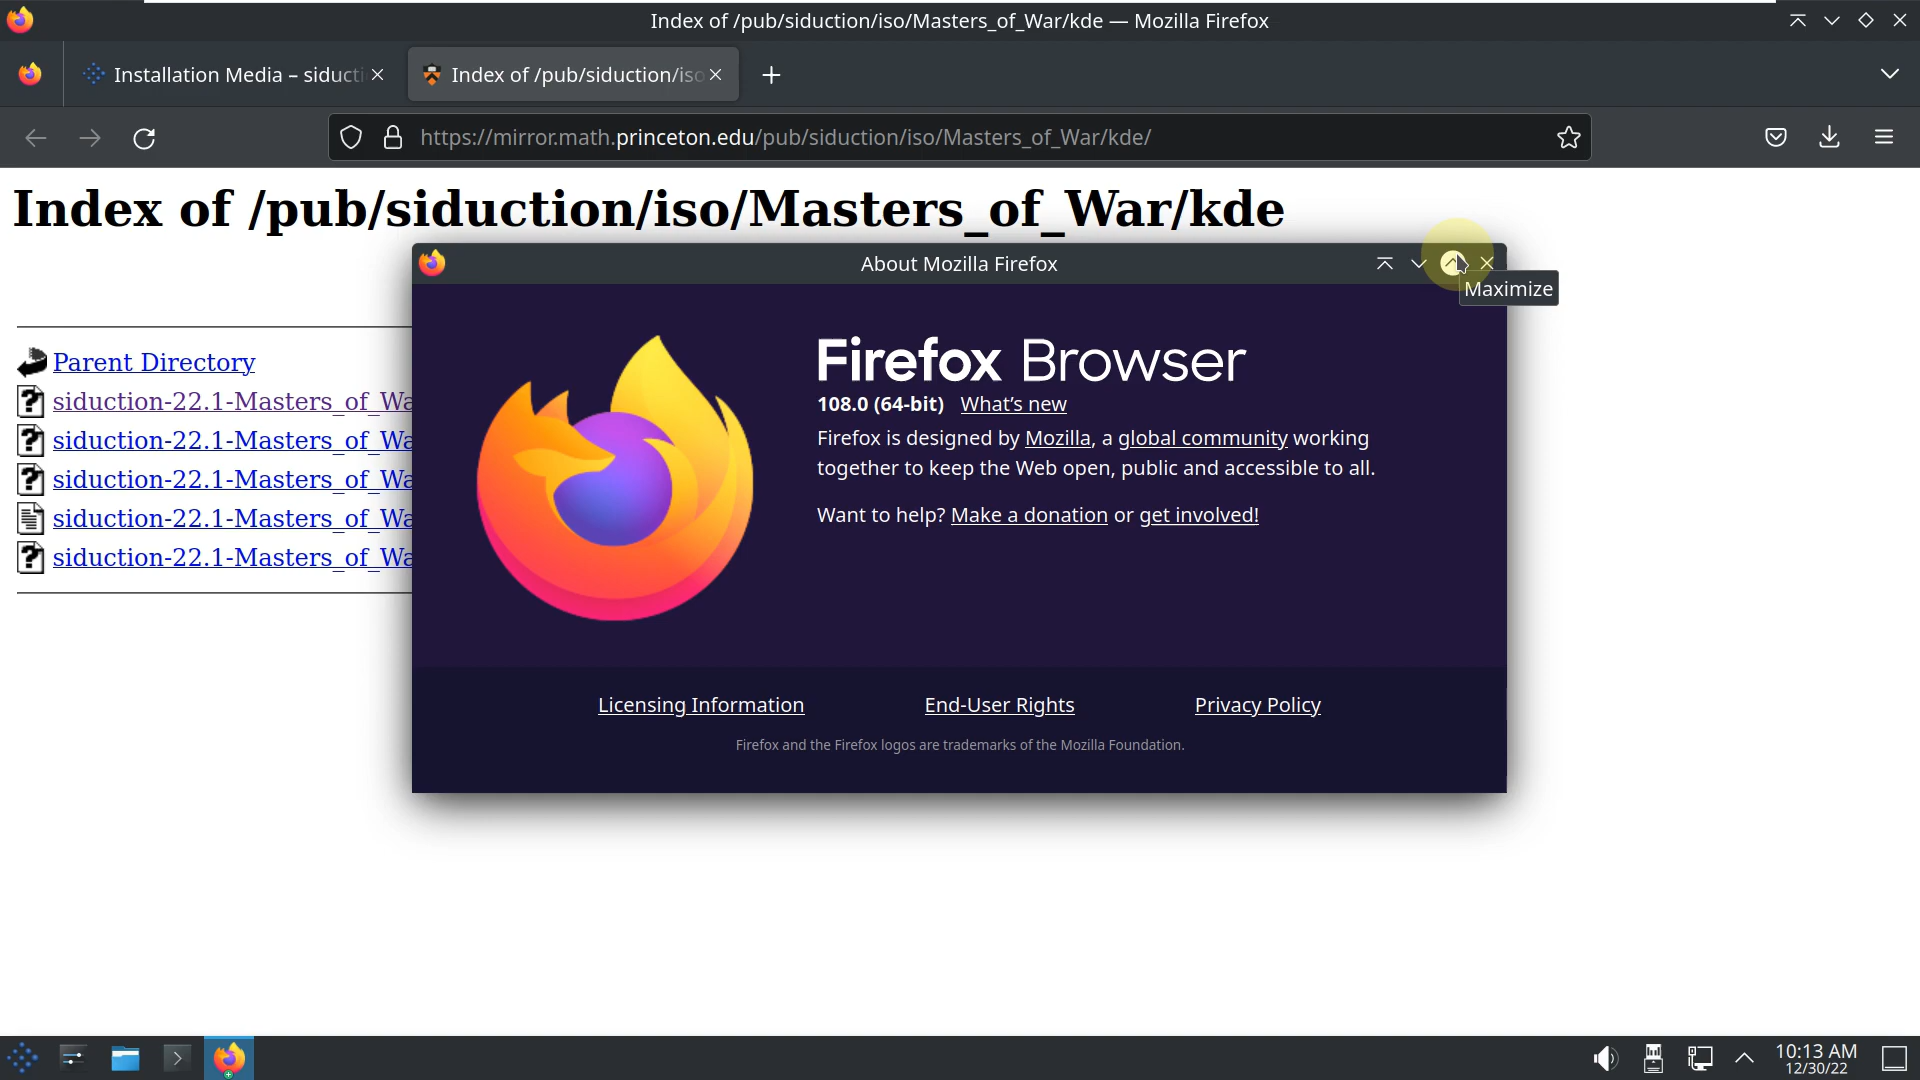 Index of /pub/siduction/iso/Masters_of_War/kde — Mozilla Firefox
Installation Media – siducti
Index of /pub/siduction/iso
https://mirror.math.princeton.edu/pub/siduction/iso/Masters_of_War/kde/
Index of /pub/siduction/iso/Masters_of_War/kde
About Mozilla Firefox
Maximize
Parent Directory
siduction-22.1-Masters_of_Wa
siduction-22.1-Masters_of_Wa
siduction-22.1-Masters_of_Wa
siduction-22.1-Masters_of_Wa
siduction-22.1-Masters_of_Wa
Firefox Browser
108.0 (64-bit) What's new
Firefox is designed by Mozilla, a global community working
together to keep the Web open, public and accessible to all.
Want to help? Make a donation or get involved!
Licensing Information End-User Rights Privacy Policy
Firefox and the Firefox logos are trademarks of the Mozilla Foundation.
10:13 AM
12/30/22